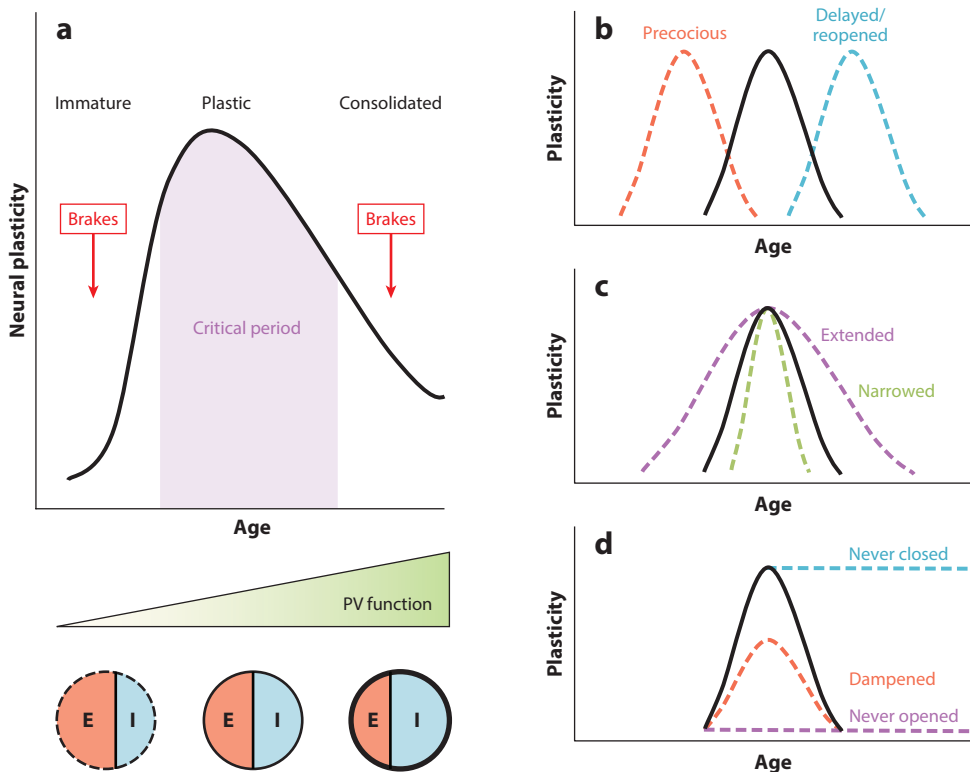 a
Immature
Plastic
Consolidated
Brakes
Brakes
Critical period
Neural plasticity
Age
PV function
E
I
E
I
E
I
b
Precocious
Delayed/
reopened
Plasticity
Age
c
Extended
Narrowed
Plasticity
Age
d
Never closed
Dampened
Never opened
Plasticity
Age